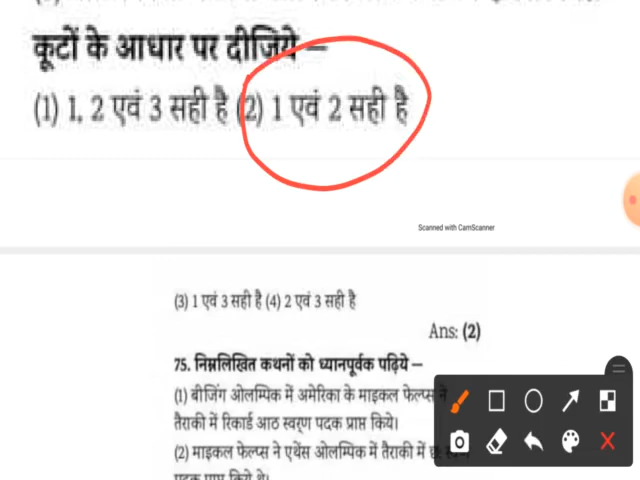 कूटों के आधार पर दीजिये –
(1) 1, 2 एवं 3 सही है (2) 1 एवं 2 सही है
Scanned with CamScanner
(3) 1 एवं 3 सही है (4) 2 एवं 3 सही है
Ans: (2)
75. निम्नलिखित कथनों को ध्यानपूर्वक पढ़िये –
(1) बीजिंग ओलम्पिक में अमेरिका के माइकल फेल्प्स ने
तैराकी में रिकार्ड आठ स्वर्ण पदक प्राप्त किये।
(2) माइकल फेल्प्स ने एथेंस ओलम्पिक में तैराकी में छः स्वर्ण
पदक प्राप्त किये थे।